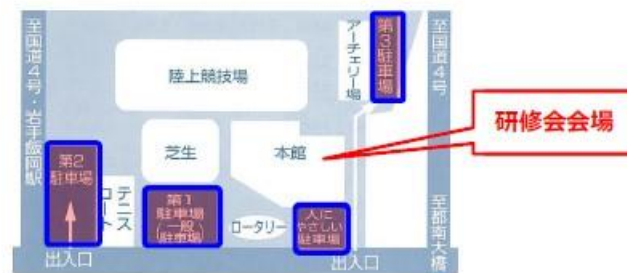 至国道4号・岩手飯岡駅
陸上競技場
アーチェリー場
第3駐車場
至国道4号
研修会会場
第2
駐車場
テニス
コート
芝生
本館
第1
駐車場
(一般
駐車場)
ロータリー
人に
やさしい
駐車場
至都南大橋
出入口
出入口